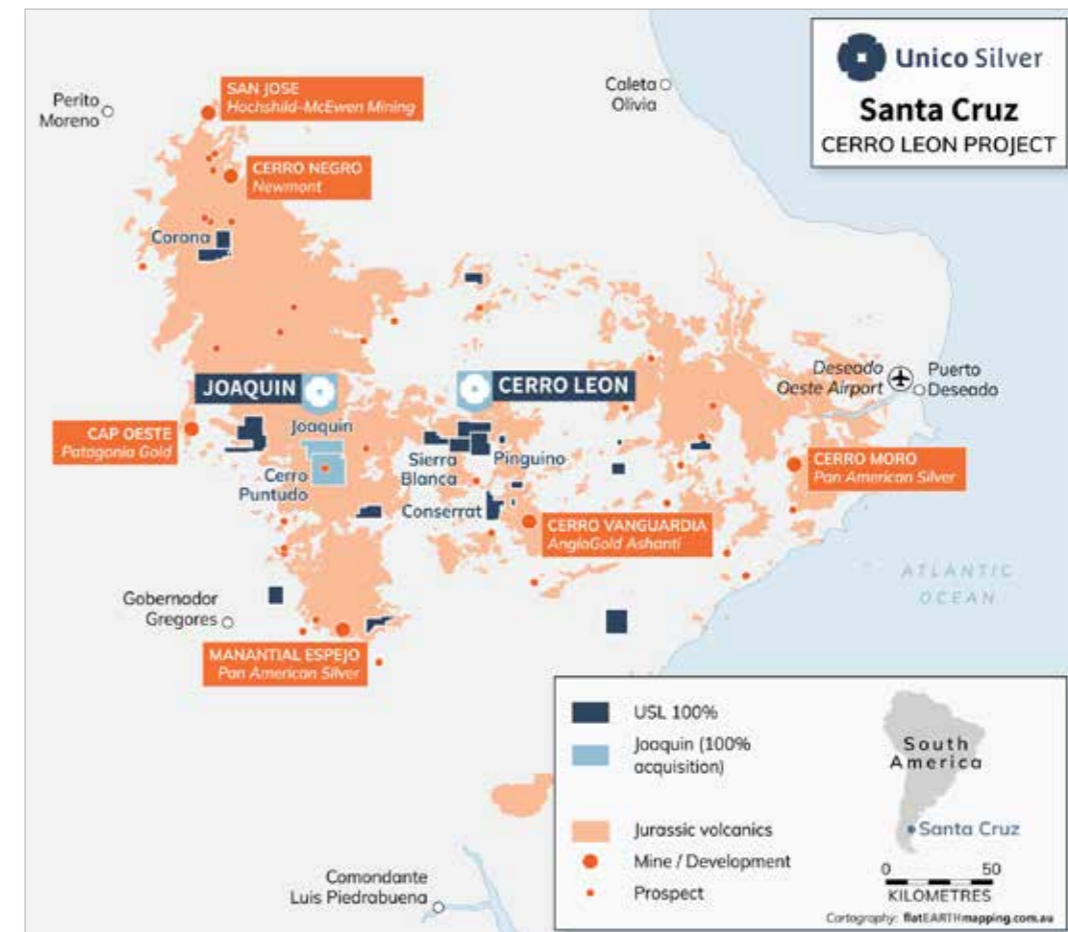 Unico Silver
Santa Cruz
CERRO LEON PROJECT
Perito
Moreno
SAN JOSE
Hochshild-McEwen Mining
Caleta
Olivia
CERRO NEGRO
Newmont
Corona
JOAQUIN
CERRO LEON
Deseado
Oeste Airport
Puerto
Deseado
CAP OESTE
Patagonia Gold
Joaquin
Cerro
Puntudo
Sierra
Blanca
Pinguino
Conserrat
CERRO MORO
Pan American Silver
CERRO VANGUARDIA
AngloGold Ashanti
ATLANTIC
OCEAN
Gobernador
Gregores
MANANTIAL ESPEJO
Pan American Silver
USL 100%
Joaquin (100%
acquisition)
Jurassic volcanics
Mine / Development
Prospect
South
America
Santa Cruz
0 50
KILOMETRES
Cartography: flatEARTHmapping.com.au
Comondante
Luis Piedrabuena